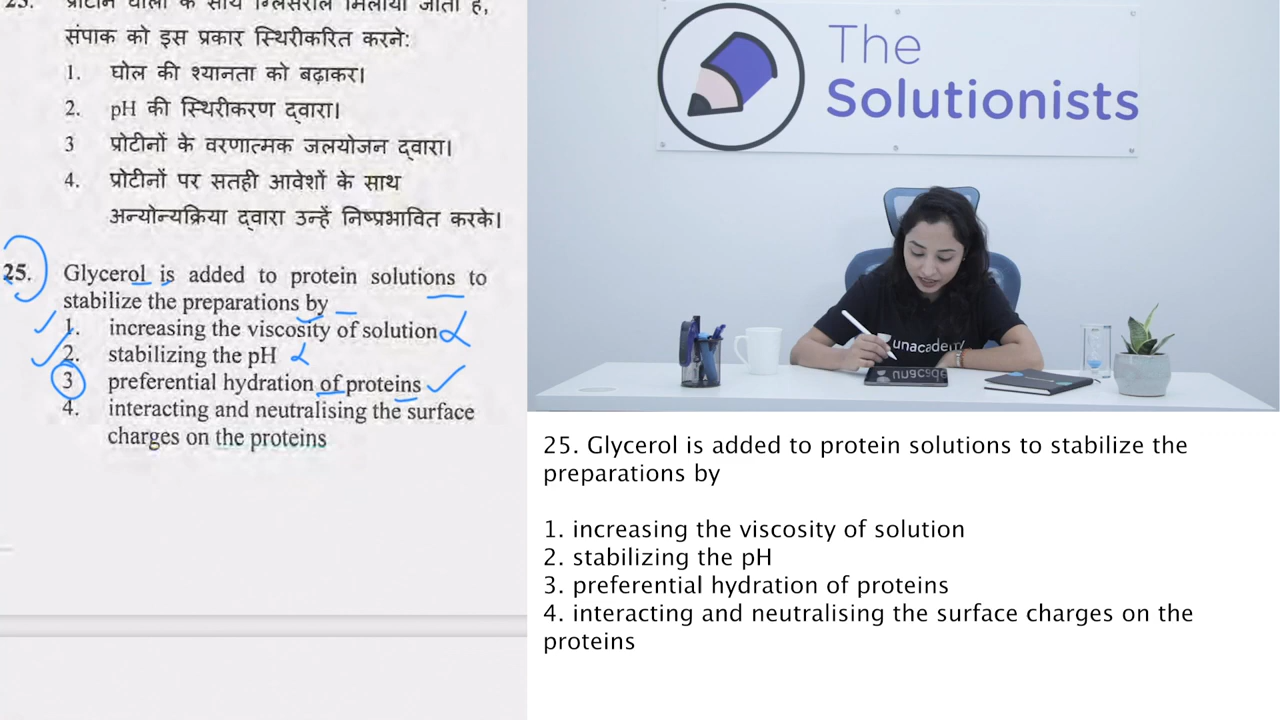 25. प्रोटीन घोलों के साथ ग्लिसरॉल मिलाया जाता है,
संपाक को इस प्रकार स्थिरीकरित करने:
1. घोल की श्यानता को बढ़ाकर।
2. pH की स्थिरीकरण द्वारा।
3 प्रोटीनों के वरणात्मक जलयोजन द्वारा।
4. प्रोटीनों पर सतही आवेशों के साथ
अन्योन्यक्रिया द्वारा उन्हें निष्प्रभावित करके।
25. Glycerol is added to protein solutions to
stabilize the preparations by
1. increasing the viscosity of solution
2. stabilizing the pH
3 preferential hydration of proteins
4. interacting and neutralising the surface
charges on the proteins
The
Solutionists
unacademy
unacade
25. Glycerol is added to protein solutions to stabilize the
preparations by
1. increasing the viscosity of solution
2. stabilizing the pH
3. preferential hydration of proteins
4. interacting and neutralising the surface charges on the
proteins